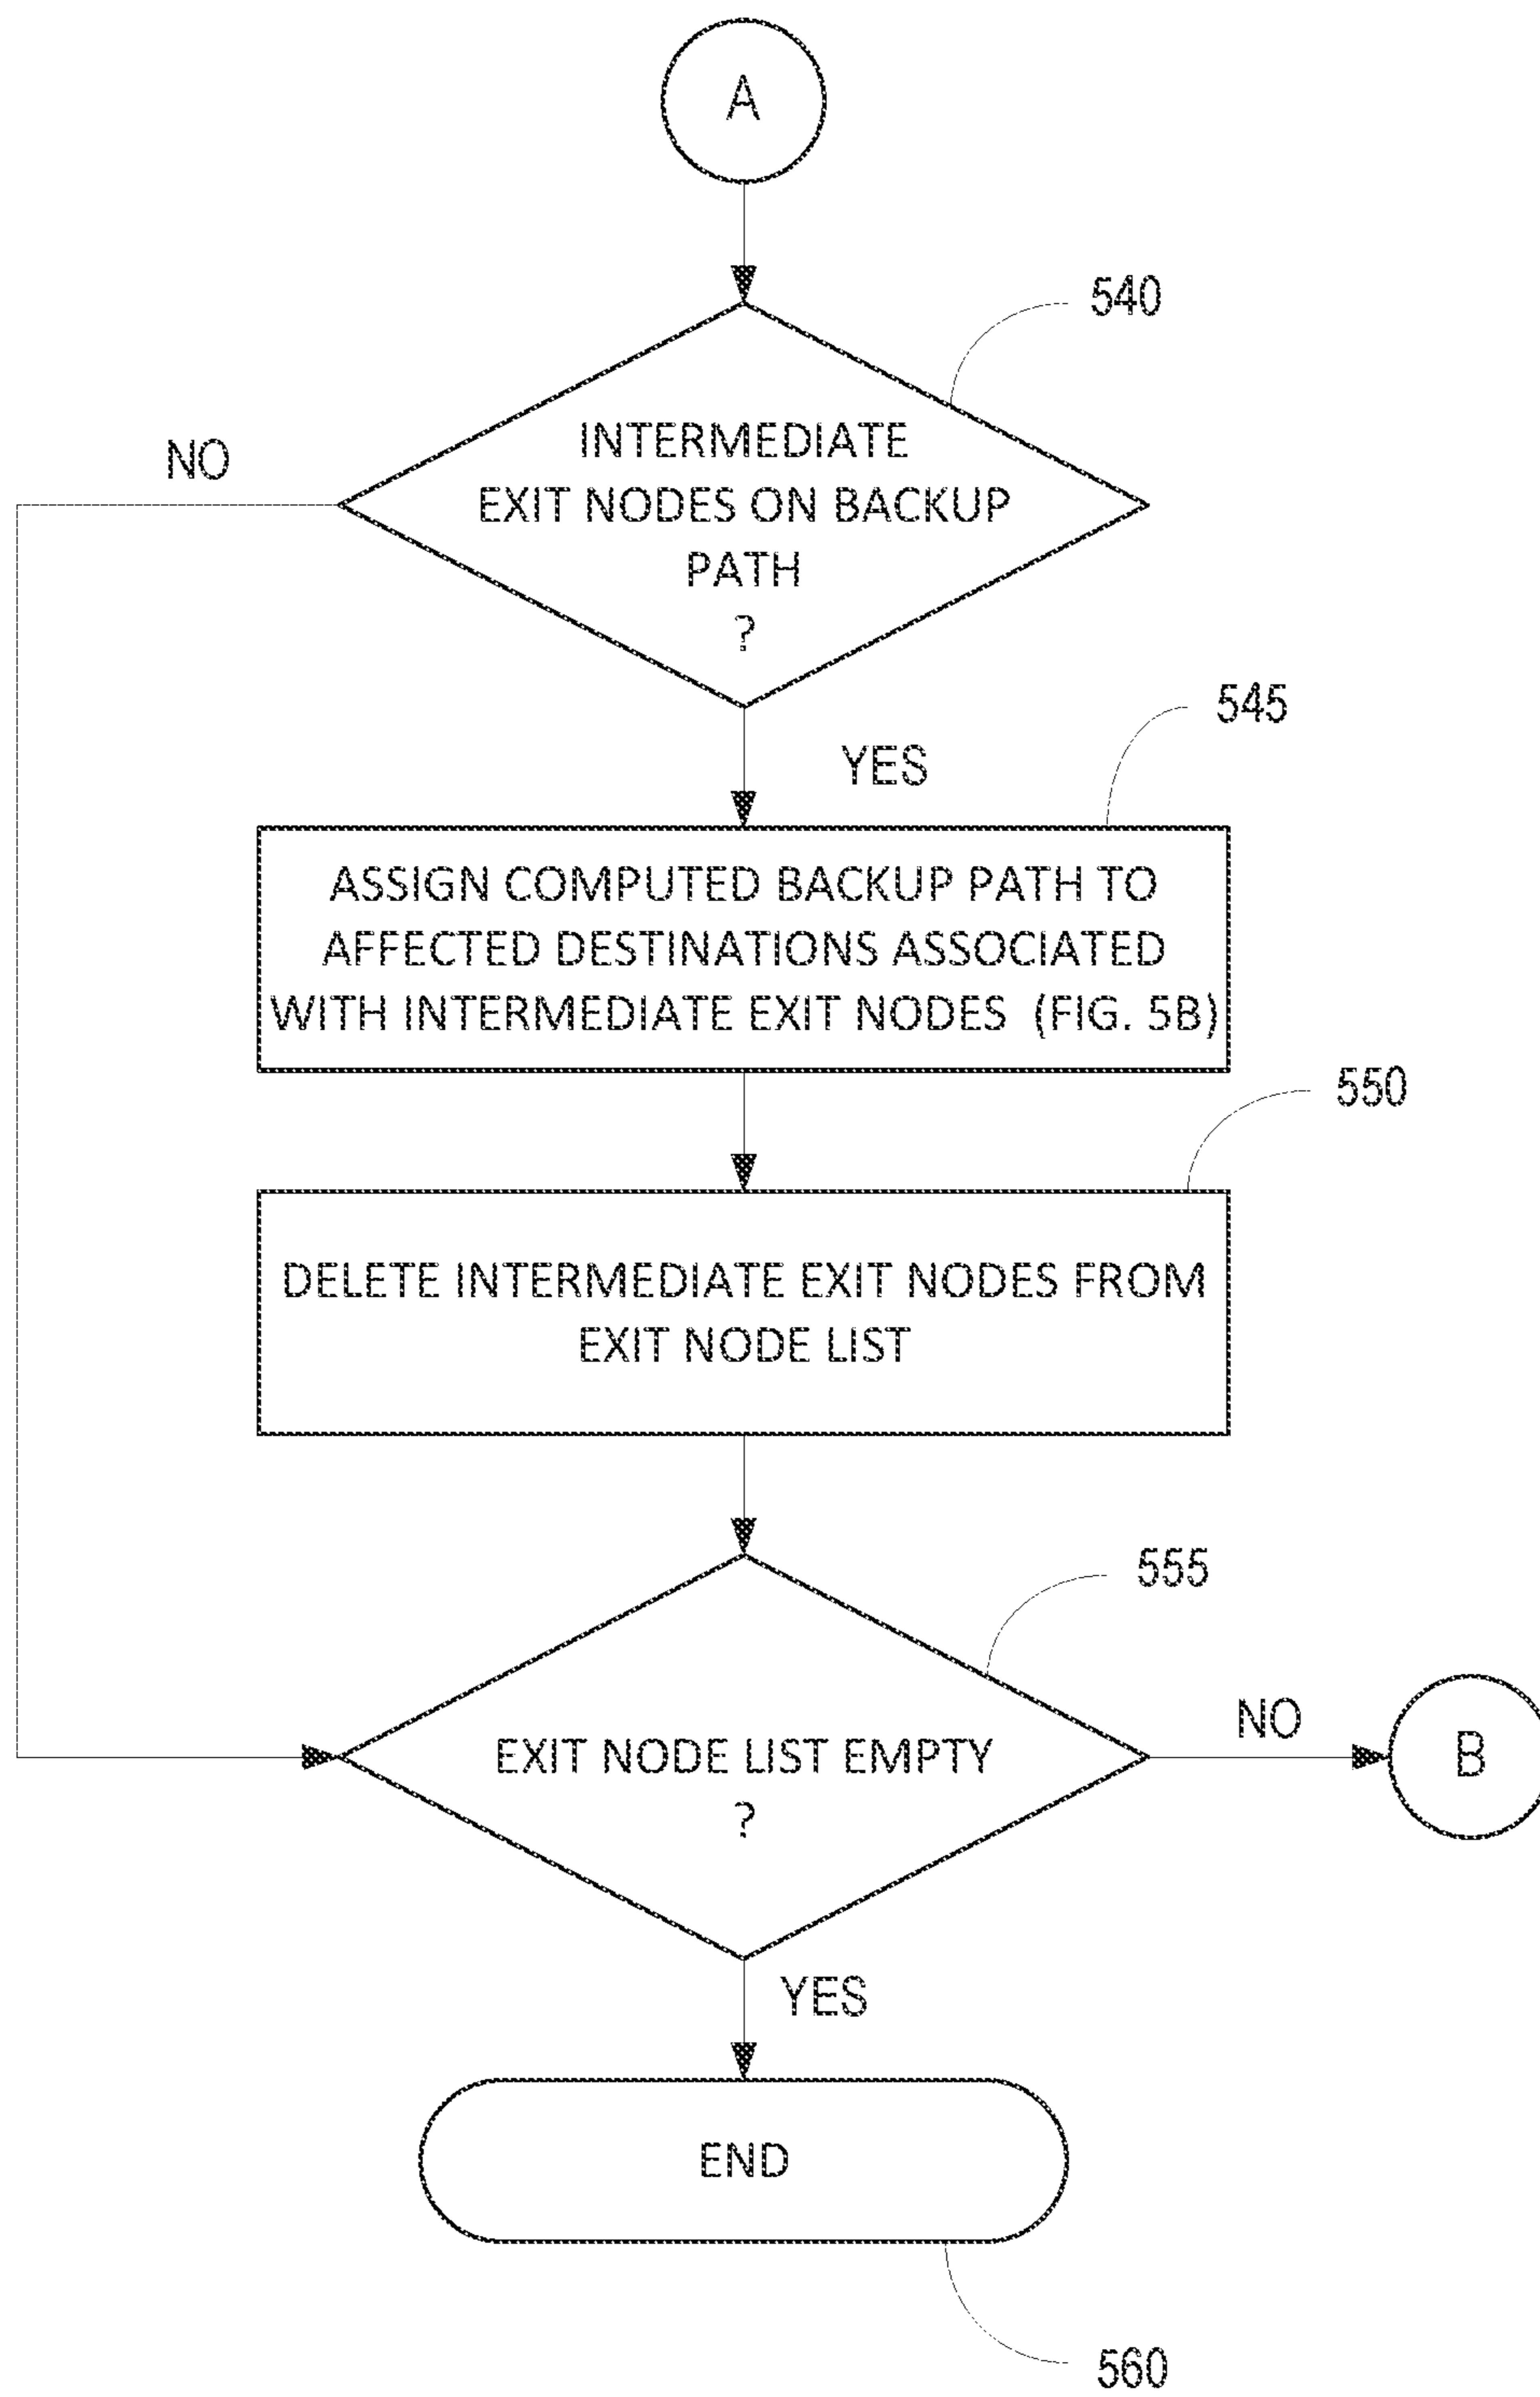 A
540
NO
INTERMEDIATE
EXIT NODES ON BACKUP
PATH
?
545
YES
ASSIGN COMPUTED BACKUP PATH TO
AFFECTED DESTINATIONS ASSOCIATED
WITH INTERMEDIATE EXIT NODES (FIG. 5B)
550
DELETE INTERMEDIATE EXIT NODES FROM
EXIT NODE LIST
555
EXIT NODE LIST EMPTY
?
NO
B
YES
END
560